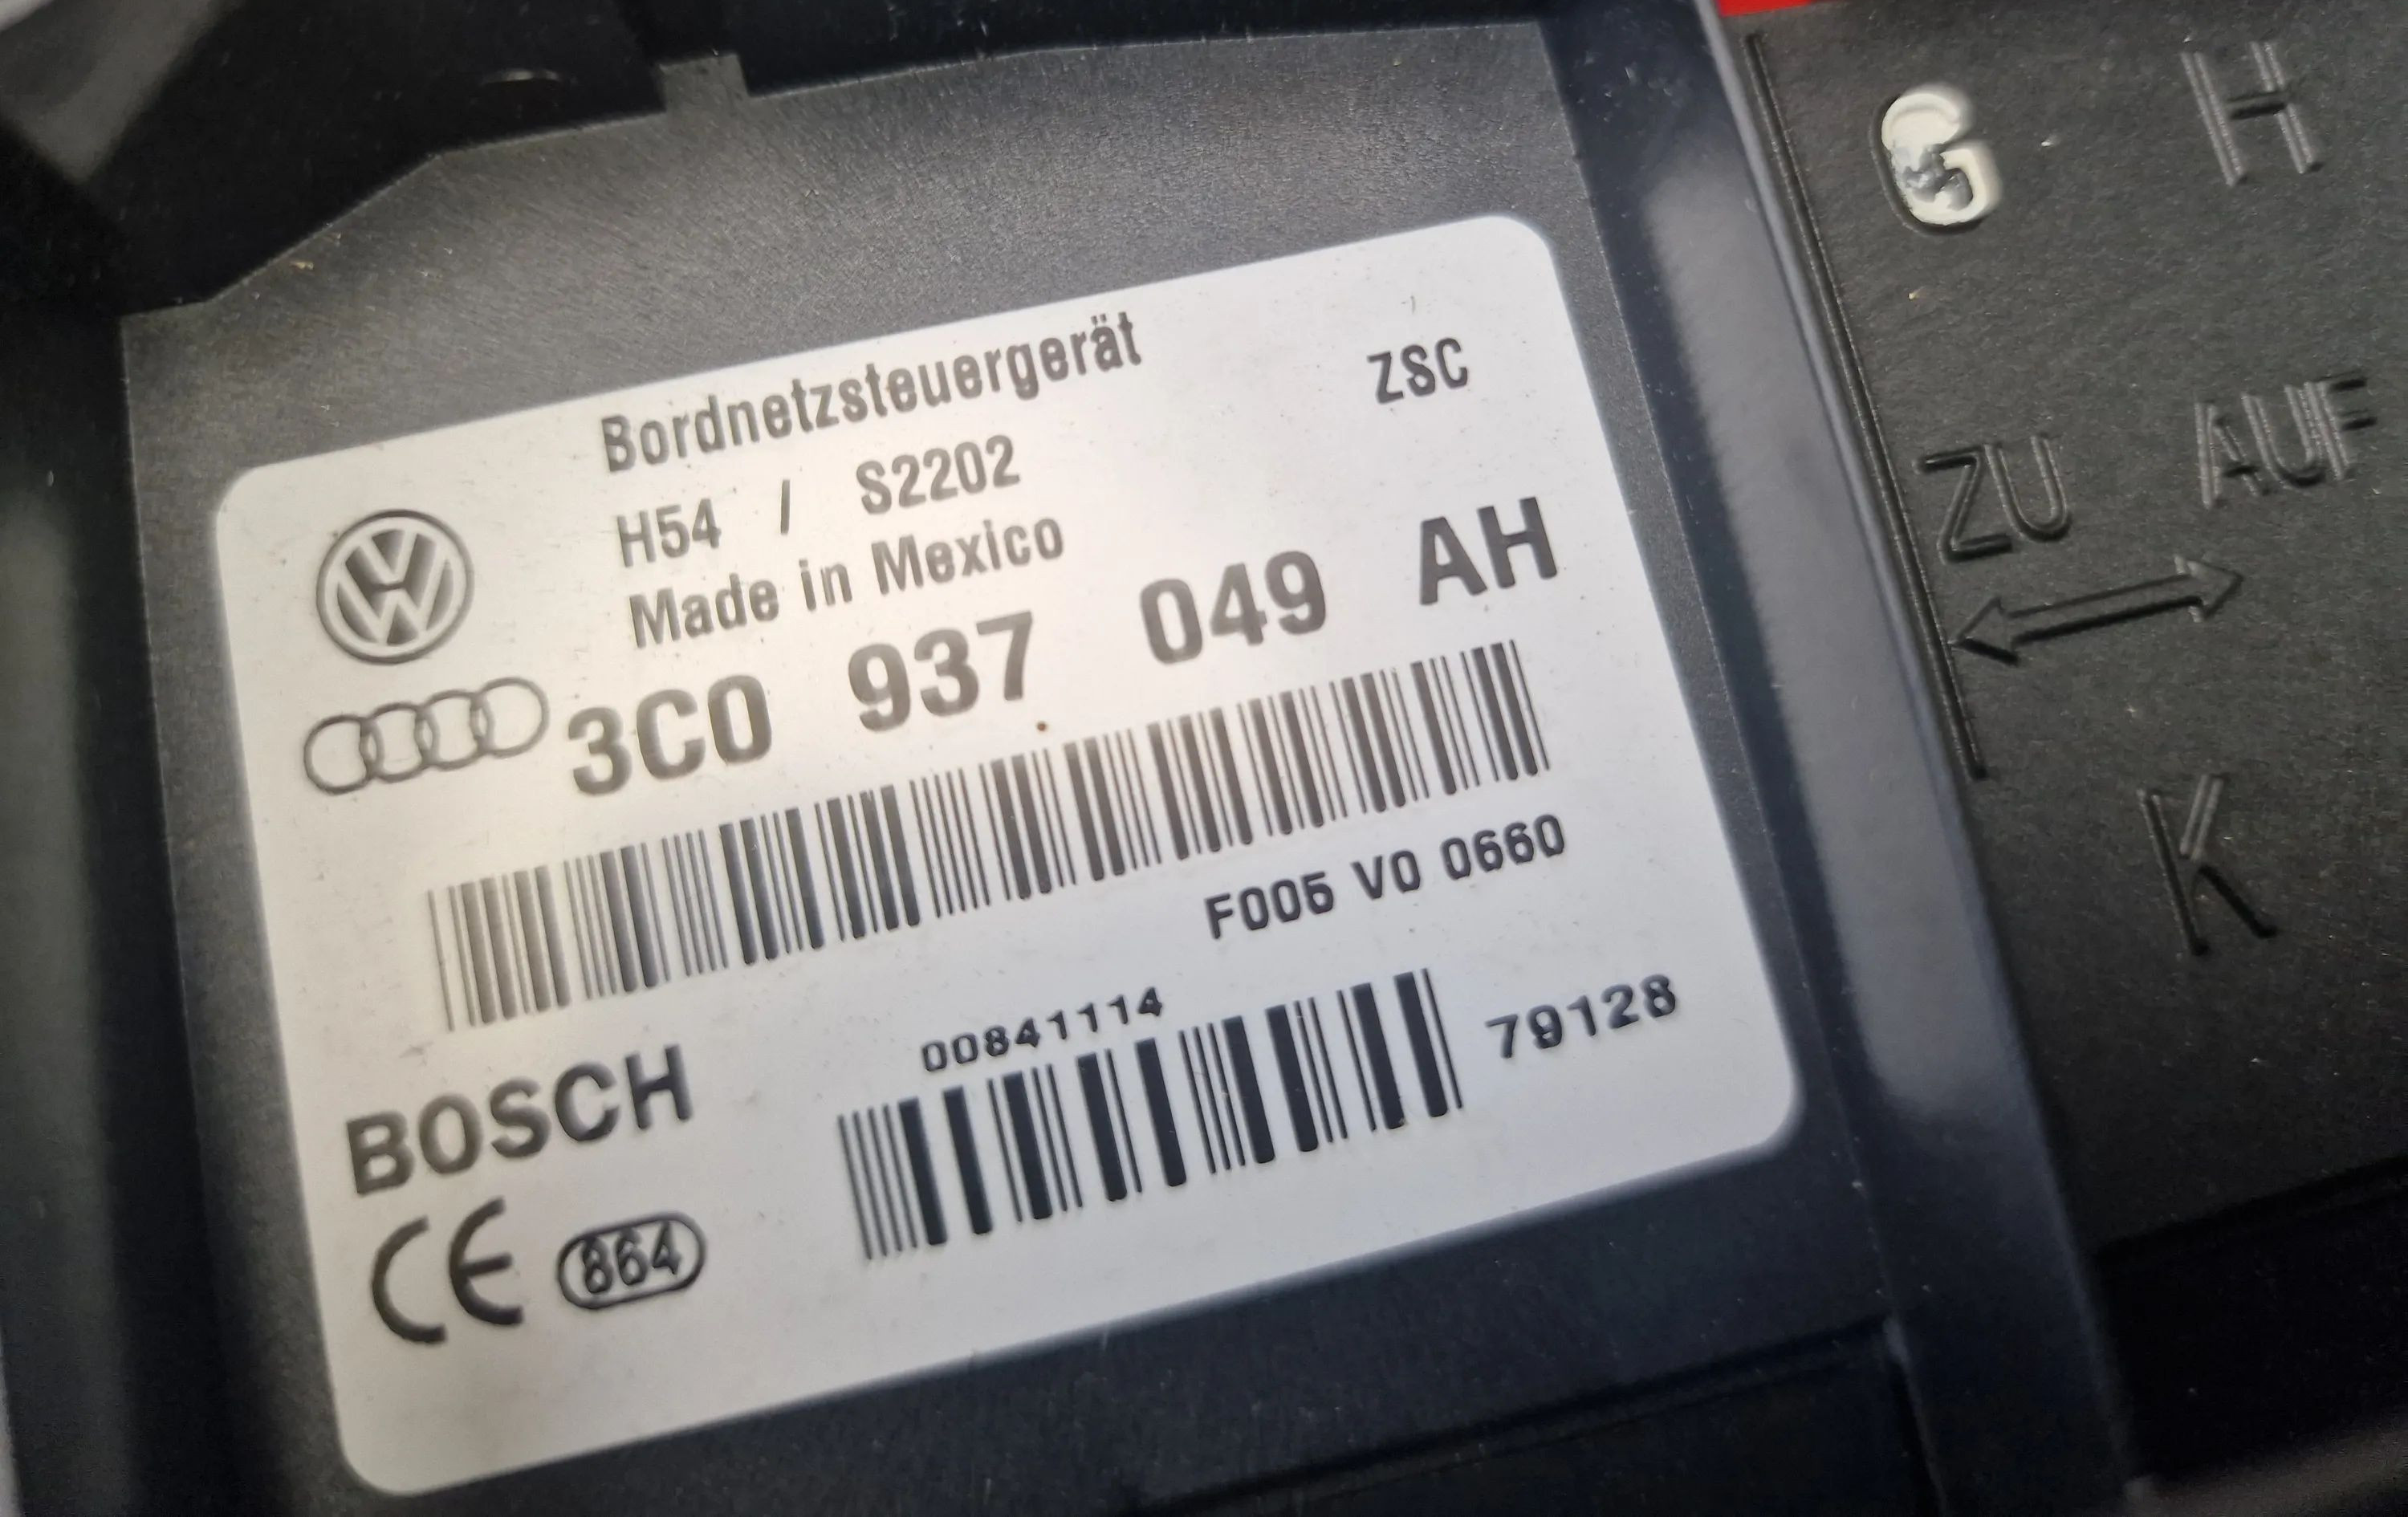 Bordnetzsteuergerät
ZSC
H54 / S2202
Made in Mexico
3C0 937 049 AH
F005 V0 0660
00841114
79128
BOSCH
CE 864
G H
ZU AUF
K